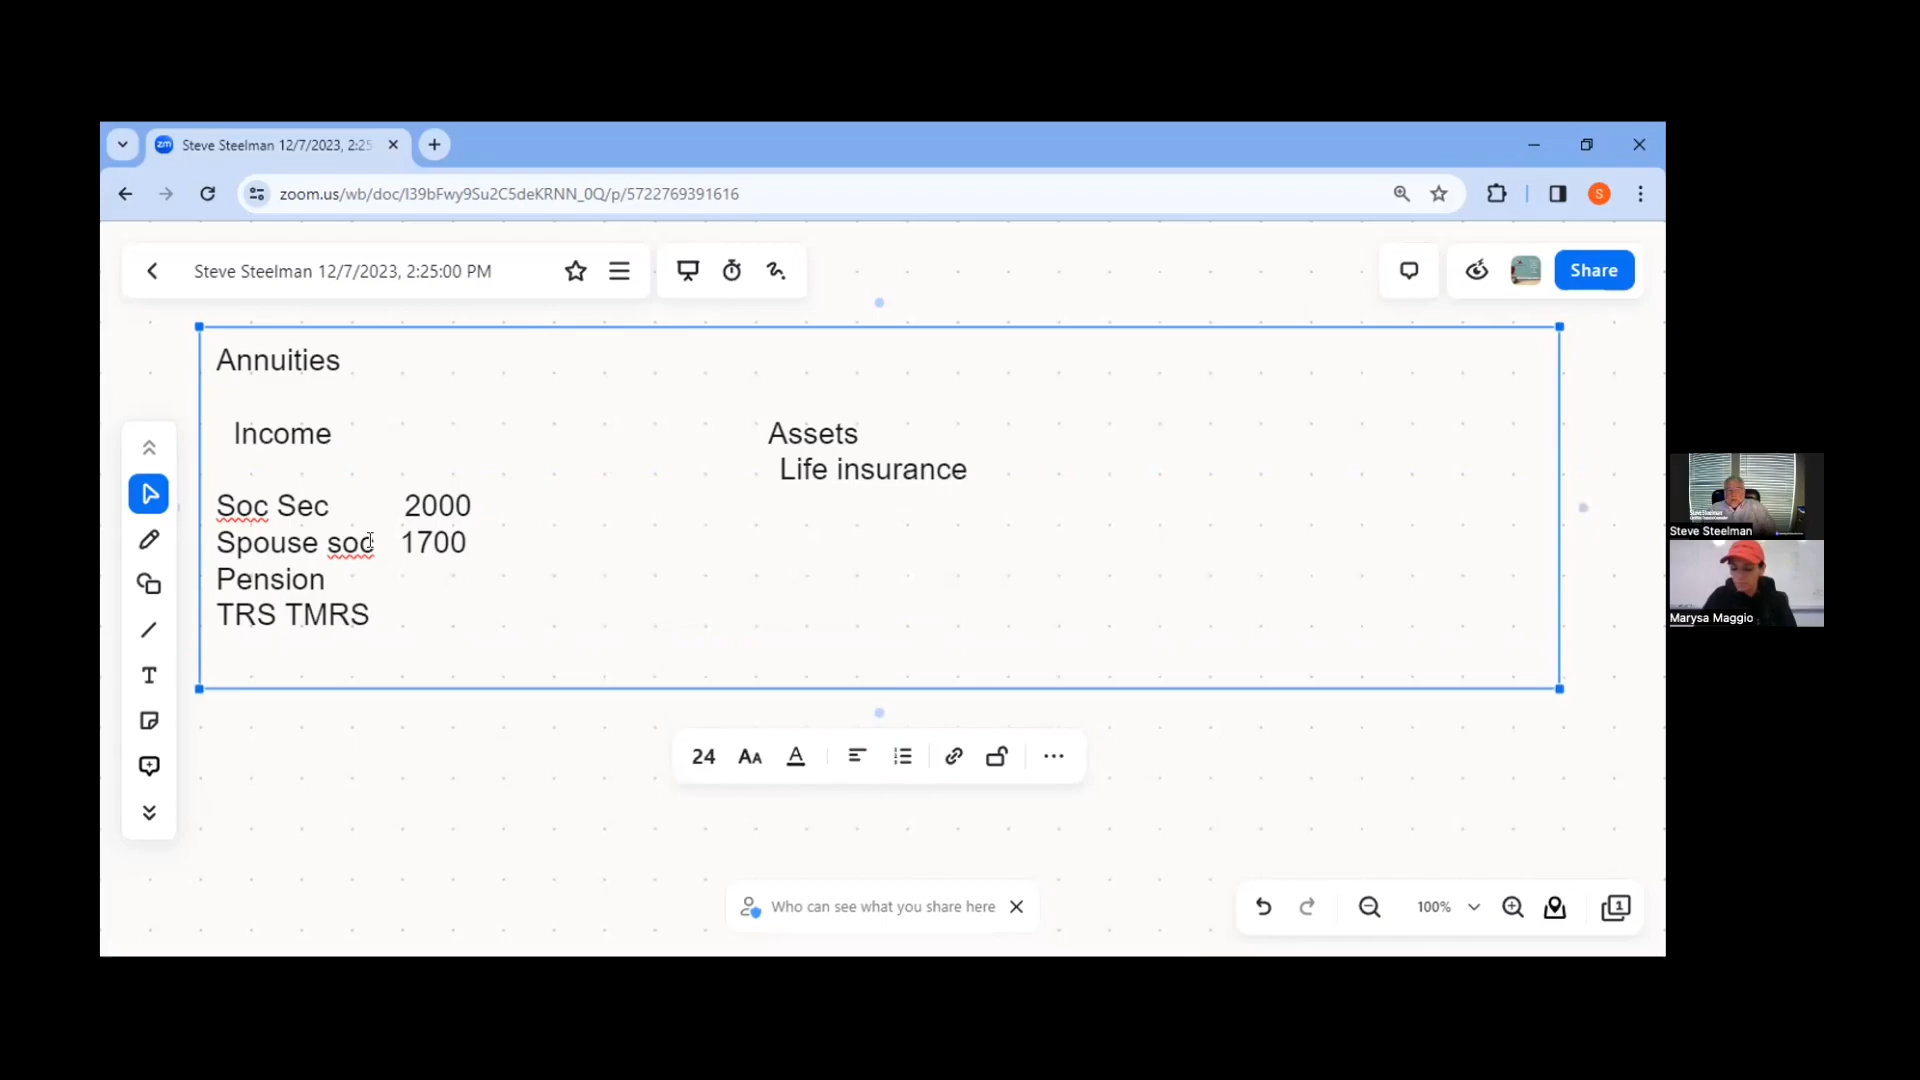 Steve Steelman 12/7/2023, 2:25
zoom.us/wb/doc/l39bFwy9Su2C5deKRNN_0Q/p/5722769391616
S
Steve Steelman 12/7/2023, 2:25:00 PM
Share
Annuities
Income Assets
Life insurance
Soc Sec 2000
Spouse soc 1700
Pension
TRS TMRS
24
Who can see what you share here
100%
1
Steve Steelman
Marysa Maggio